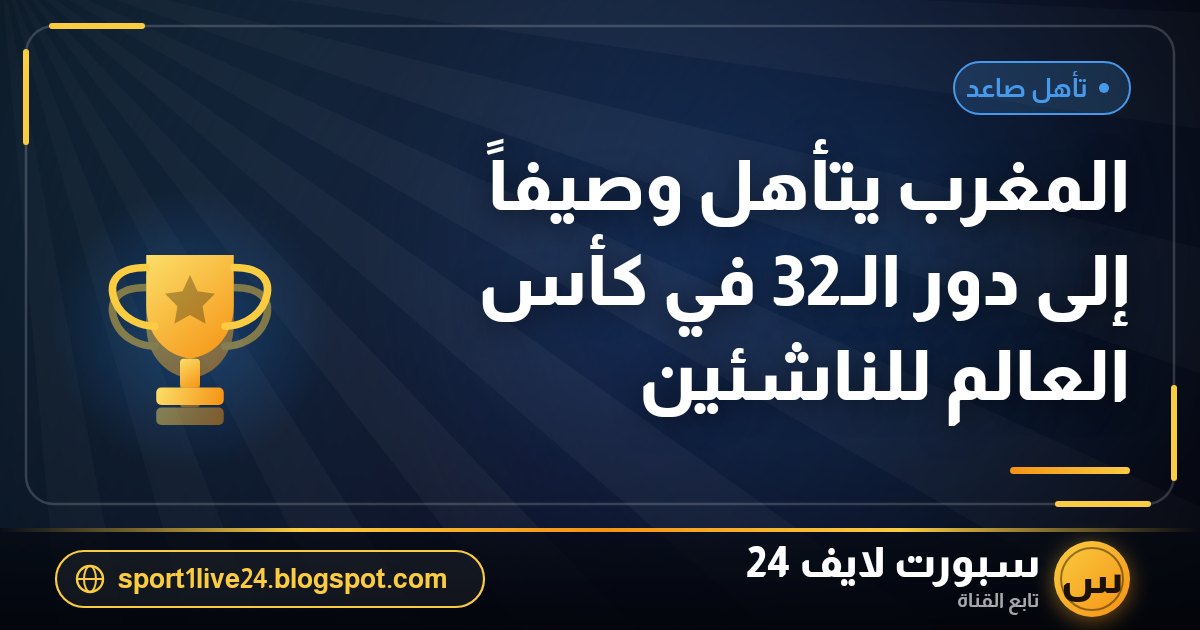 تأهل صاعد
المغرب يتأهل وصيفاً
إلى دور الـ32 في كأس
العالم للناشئين
س
سبورت لايف 24
تابع القناة
sport1live24.blogspot.com